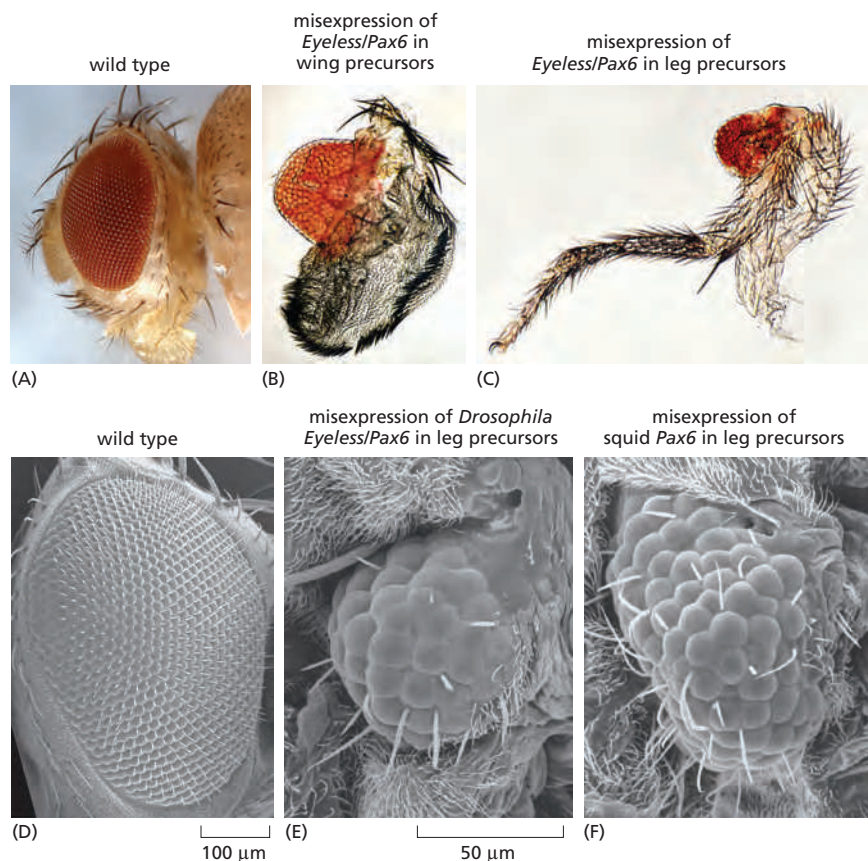 wild type
misexpression of
Eyeless/Pax6 in
wing precursors
misexpression of
Eyeless/Pax6 in leg precursors
(A)
(B)
(C)
wild type
misexpression of Drosophila
Eyeless/Pax6 in leg precursors
misexpression of
squid Pax6 in leg precursors
(D)
100 μm
(E)
50 μm
(F)